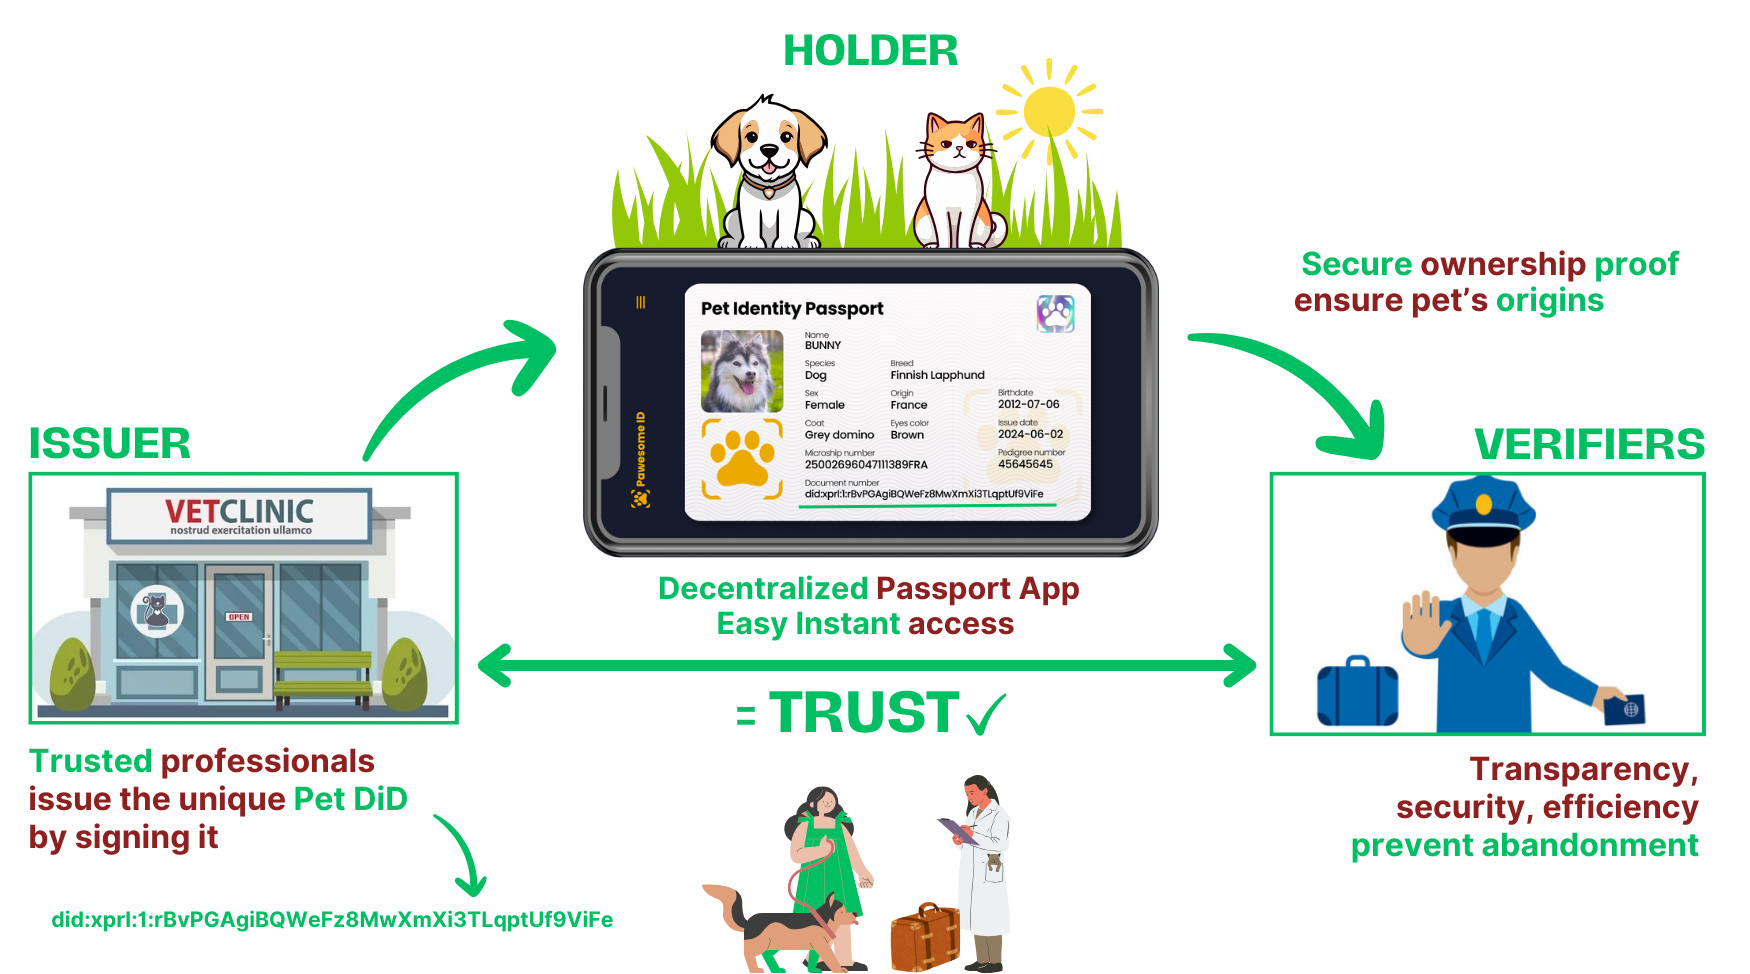 HOLDER
Secure ownership proof
ensure pet's origins
Pet Identity Passport
Name
BUNNY
Species
Dog
Breed
Finnish Lapphund
Sex
Female
Origin
France
Birthdate
2012-07-06
Coat
Grey domino
Eyes color
Brown
Issue date
2024-06-02
Microship number
25002696047111389FRA
Pedigree number
45645645
Document number
did:xprl:1:rBvPGAgiBQWeFz8MwXmXi3TLqptUf9ViFe
Pawesome ID
ISSUER
VETCLINIC
nostrud exercitation ullamco
OPEN
VERIFIERS
Decentralized Passport App
Easy Instant access
= TRUST✓
Trusted professionals
issue the unique Pet DiD
by signing it
did:xprl:1:rBvPGAgiBQWeFz8MwXmXi3TLqptUf9ViFe
Transparency,
security, efficiency
prevent abandonment